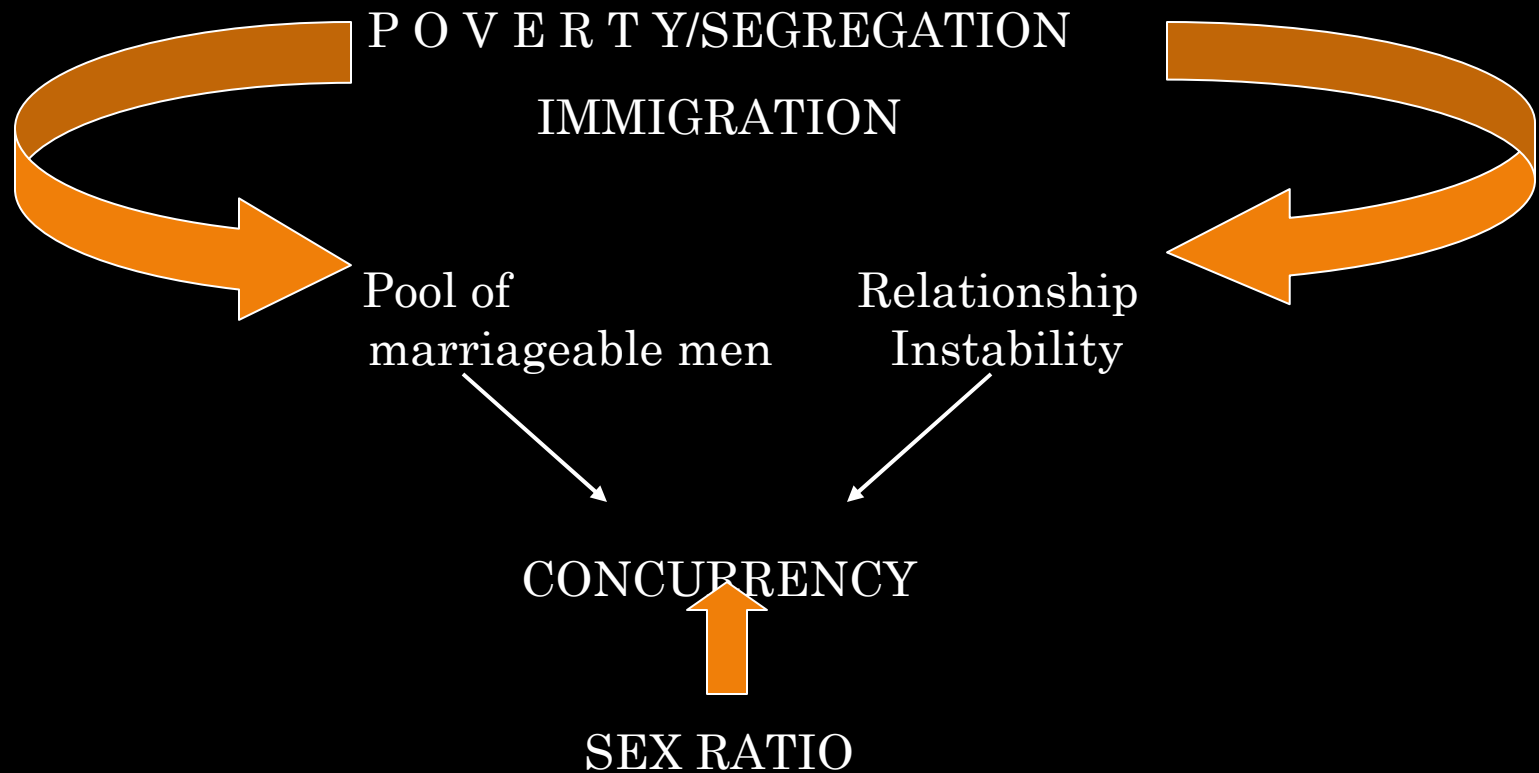 P O V E R T Y/SEGREGATION
IMMIGRATION
Pool of
marriageable men
Relationship
Instability
CONCURRENCY
SEX RATIO